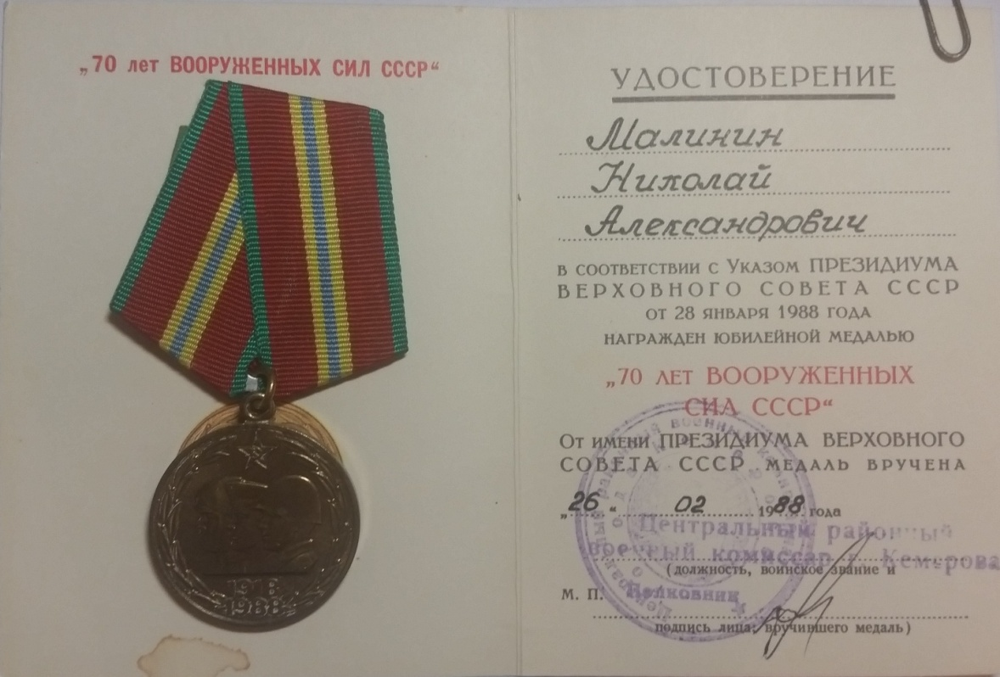 „70 лет ВООРУЖЕННЫХ СИЛ СССР“
1918
1988
УДОСТОВЕРЕНИЕ
Малинин
Николай
Александрович
В СООТВЕТСТВИИ С УКАЗОМ ПРЕЗИДИУМА
ВЕРХОВНОГО СОВЕТА СССР
ОТ 28 ЯНВАРЯ 1988 ГОДА
НАГРАЖДЕН ЮБИЛЕЙНОЙ МЕДАЛЬЮ
„70 ЛЕТ ВООРУЖЕННЫХ
СИЛ СССР“
ОТ ИМЕНИ ПРЕЗИДИУМА ВЕРХОВНОГО
СОВЕТА СССР МЕДАЛЬ ВРУЧЕНА
„26“ 02 1988 года
Центральный районный
военный комиссар г. Кемерова
(должность, воинское звание и
М. П. Полковник
подпись лица, вручившего медаль)